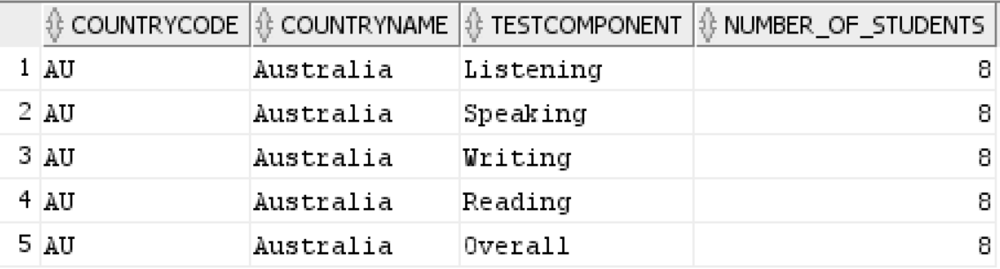 COUNTRYCODE COUNTRYNAME TESTCOMPONENT NUMBER_OF_STUDENTS
1 AU Australia Listening 8
2 AU Australia Speaking 8
3 AU Australia Writing 8
4 AU Australia Reading 8
5 AU Australia Overall 8